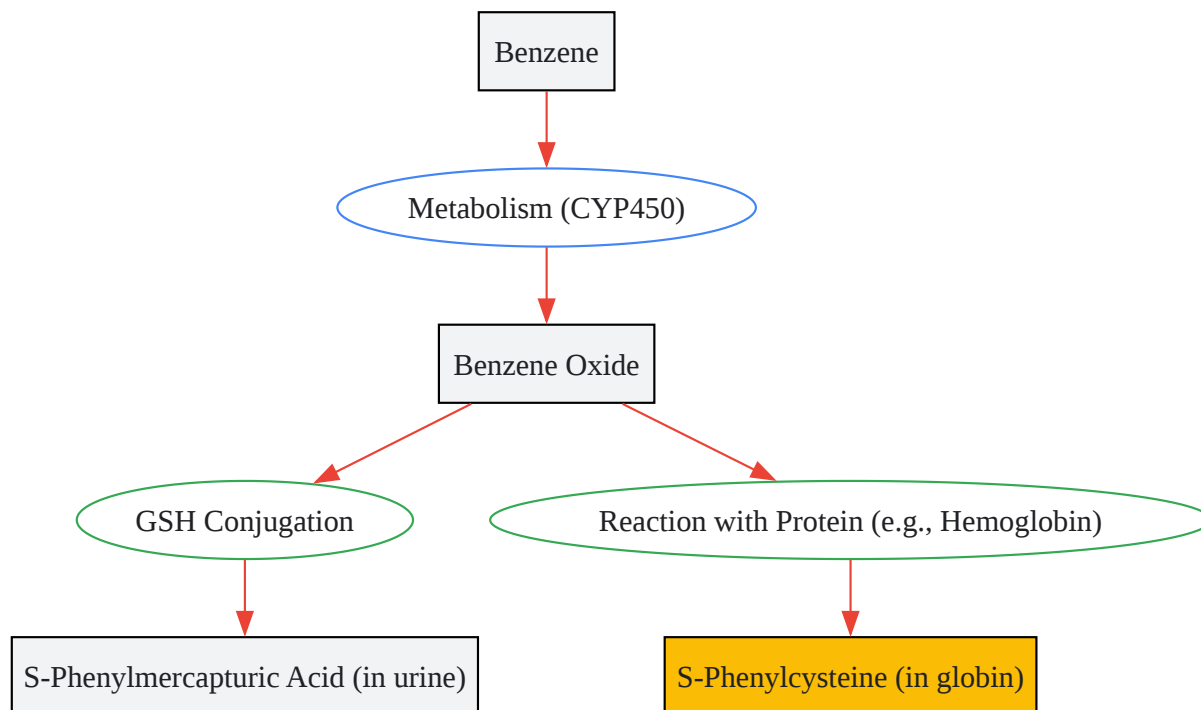 Benzene
Metabolism (CYP450)
Benzene Oxide
GSH Conjugation
Reaction with Protein (e.g., Hemoglobin)
S-Phenylmercapturic Acid (in urine)
S-Phenylcysteine (in globin)